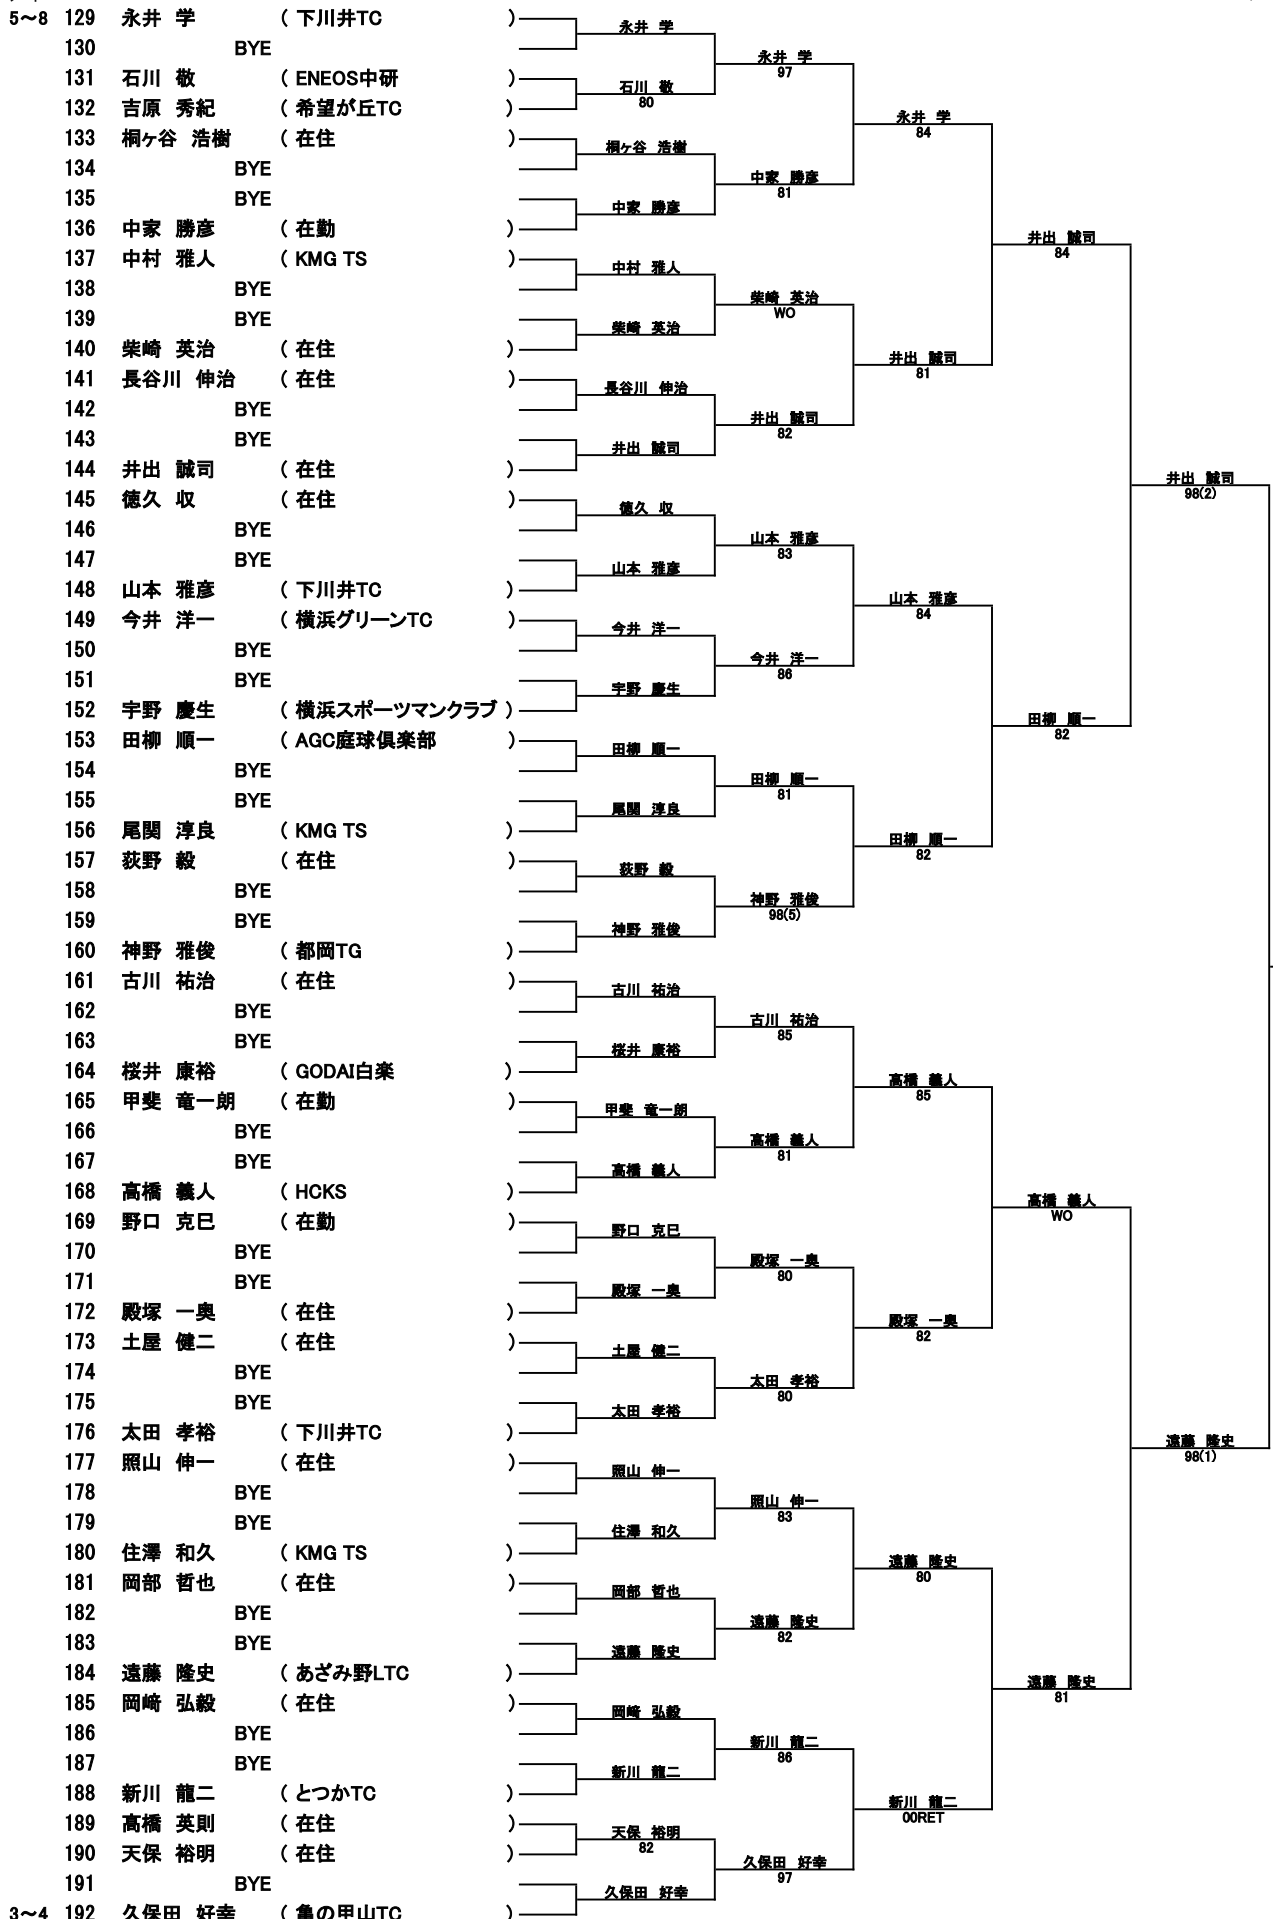 5～8 129 永井 学 ( 下川井TC )
130 BYE
131 石川 敬 ( ENEOS中研 )
132 吉原 秀紀 ( 希望が丘TC )
133 桐ヶ谷 浩樹 ( 在住 )
134 BYE
135 BYE
136 中家 勝彦 ( 在勤 )
137 中村 雅人 ( KMG TS )
138 BYE
139 BYE
140 柴崎 英治 ( 在住 )
141 長谷川 伸治 ( 在住 )
142 BYE
143 BYE
144 井出 誠司 ( 在住 )
145 徳久 収 ( 在住 )
146 BYE
147 BYE
148 山本 雅彦 ( 下川井TC )
149 今井 洋一 ( 横浜グリーンTC )
150 BYE
151 BYE
152 宇野 慶生 ( 横浜スポーツマンクラブ )
153 田柳 順一 ( AGC庭球倶楽部 )
154 BYE
155 BYE
156 尾関 淳良 ( KMG TS )
157 荻野 毅 ( 在住 )
158 BYE
159 BYE
160 神野 雅俊 ( 都岡TG )
161 古川 祐治 ( 在住 )
162 BYE
163 BYE
164 桜井 康裕 ( GODAI白楽 )
165 甲斐 竜一朗 ( 在勤 )
166 BYE
167 BYE
168 高橋 義人 ( HCKS )
169 野口 克巳 ( 在勤 )
170 BYE
171 BYE
172 殿塚 一奥 ( 在住 )
173 土屋 健二 ( 在住 )
174 BYE
175 BYE
176 太田 孝裕 ( 下川井TC )
177 照山 伸一 ( 在住 )
178 BYE
179 BYE
180 住澤 和久 ( KMG TS )
181 岡部 哲也 ( 在住 )
182 BYE
183 BYE
184 遠藤 隆史 ( あざみ野LTC )
185 岡﨑 弘毅 ( 在住 )
186 BYE
187 BYE
188 新川 龍二 ( とつかTC )
189 高橋 英則 ( 在住 )
190 天保 裕明 ( 在住 )
191 BYE
3～4 192 久保田 好幸 ( 亀の甲山TC )
永井 学
石川 敬
80
桐ヶ谷 浩樹
中家 勝彦
中村 雅人
柴崎 英治
長谷川 伸治
井出 誠司
徳久 収
山本 雅彦
今井 洋一
宇野 慶生
田柳 順一
尾関 淳良
荻野 毅
神野 雅俊
古川 祐治
桜井 康裕
甲斐 竜一朗
高橋 義人
野口 克巳
殿塚 一奥
土屋 健二
太田 孝裕
照山 伸一
住澤 和久
岡部 哲也
遠藤 隆史
岡﨑 弘毅
新川 龍二
天保 裕明
82
久保田 好幸
永井 学
97
中家 勝彦
81
柴崎 英治
WO
井出 誠司
82
山本 雅彦
83
今井 洋一
86
田柳 順一
81
神野 雅俊
98(5)
古川 祐治
85
高橋 義人
81
殿塚 一奥
80
太田 孝裕
80
照山 伸一
83
遠藤 隆史
82
新川 龍二
86
久保田 好幸
97
永井 学
84
井出 誠司
81
山本 雅彦
84
田柳 順一
82
高橋 義人
85
殿塚 一奥
82
遠藤 隆史
80
新川 龍二
00RET
井出 誠司
84
田柳 順一
82
高橋 義人
WO
遠藤 隆史
81
井出 誠司
98(2)
遠藤 隆史
98(1)